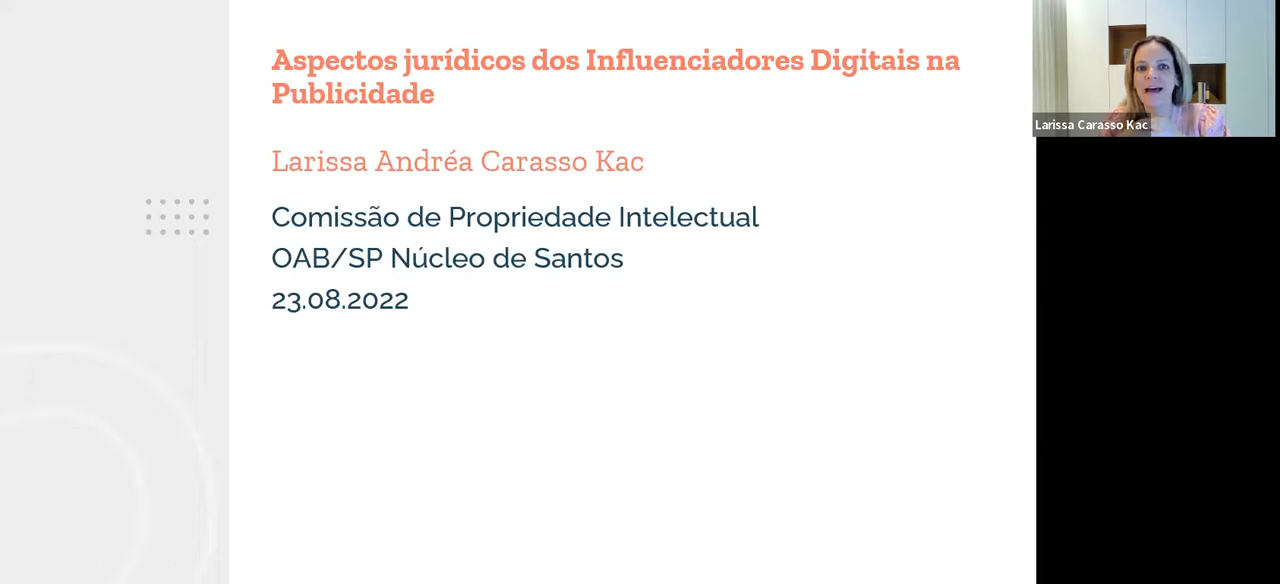 Aspectos jurídicos dos Influenciadores Digitais na
Publicidade
Larissa Andréa Carasso Kac
Comissão de Propriedade Intelectual
OAB/SP Núcleo de Santos
23.08.2022
Larissa Carasso Kac